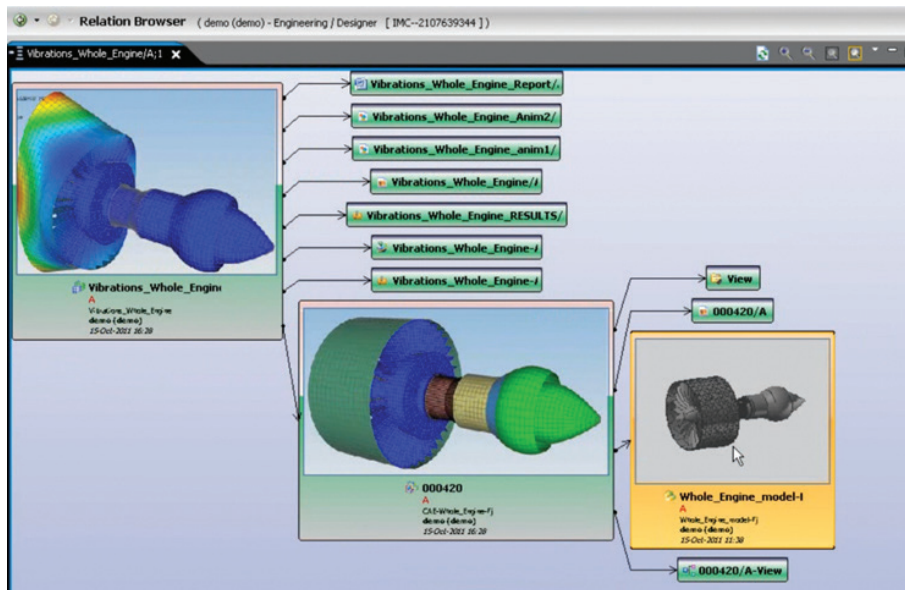 Relation Browser ( demo (demo) - Engineering / Designer [ IMC--2107639344 ] )
Vibrations_Whole_Engine/A;1
Vibrations_Whole_Engine_Report/
Vibrations_Whole_Engine_Anim2/
Vibrations_Whole_Engine_anim1/
Vibrations_Whole_Engine/
Vibrations_Whole_Engine_RESULTS/
Vibrations_Whole_Engine-
Vibrations_Whole_Engine-
Vibrations_Whole_Engin
A
Vibrations_Whole_Engine
demo (demo)
15-Oct-2011 16:28
View
000420/A
000420
A
CAE-Whole_Engine-Fj
demo (demo)
15-Oct-2011 16:28
Whole_Engine_model-
A
Whole_Engine_model-Fj
demo (demo)
15-Oct-2011 11:38
000420/A-View